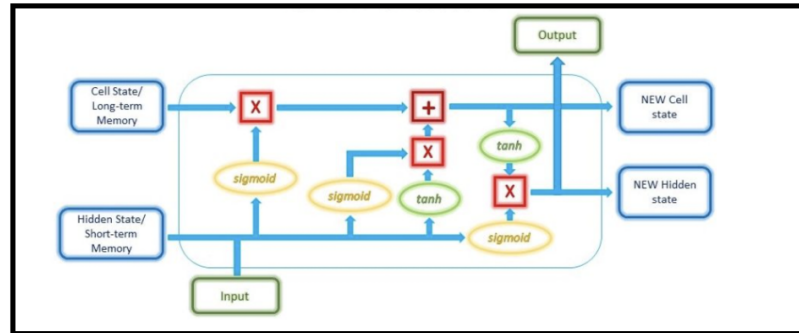 Output
Cell State/
Long-term
Memory
X
+
NEW Cell
state
tanh
X
sigmoid
sigmoid
tanh
X
NEW Hidden
state
Hidden State/
Short-term
Memory
sigmoid
Input